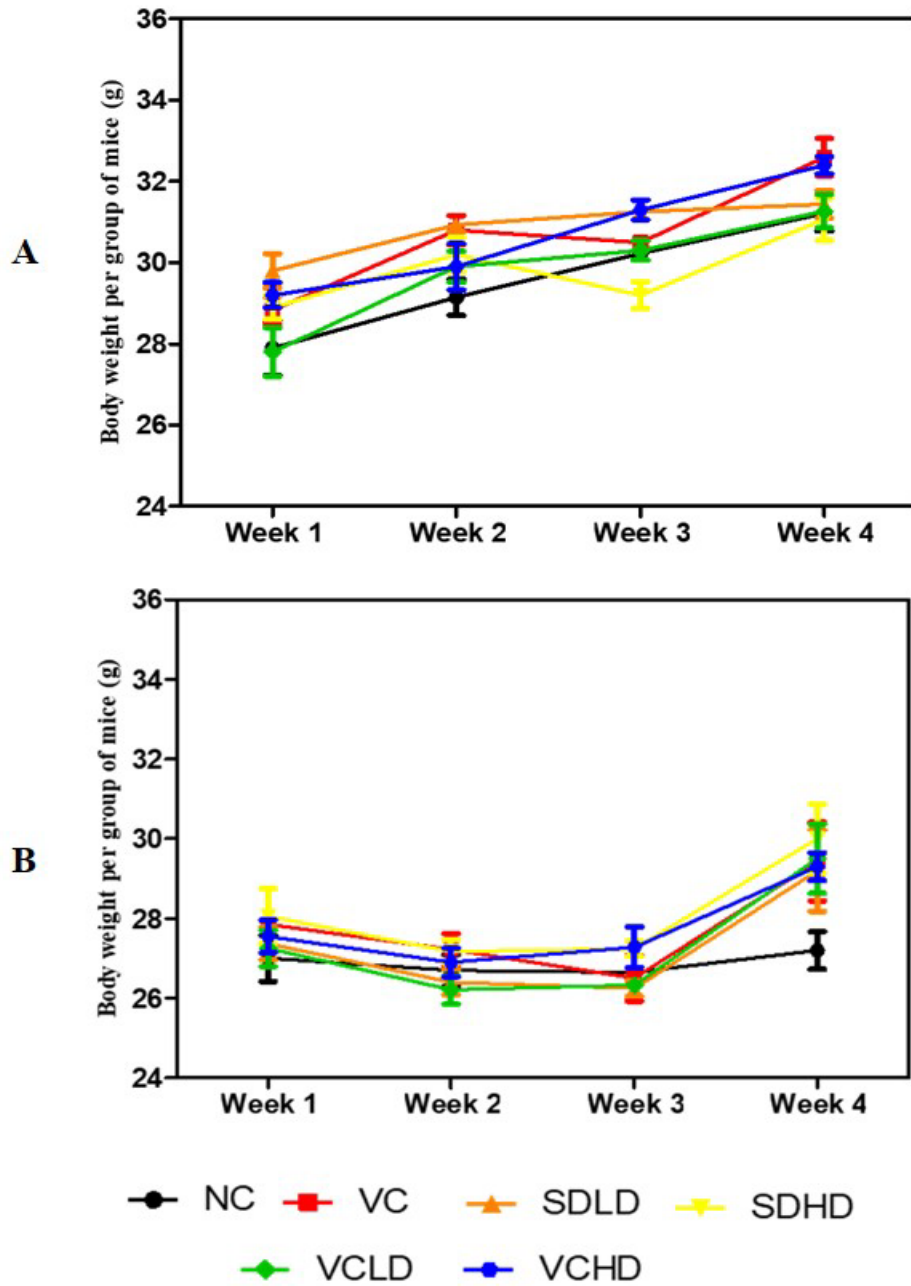 A
Body weight per group of mice (g)
36
34
32
30
28
26
24
Week 1 Week 2 Week 3 Week 4
B
Body weight per group of mice (g)
36
34
32
30
28
26
24
Week 1 Week 2 Week 3 Week 4
NC VC SDLD SDHD
VCLD VCHD